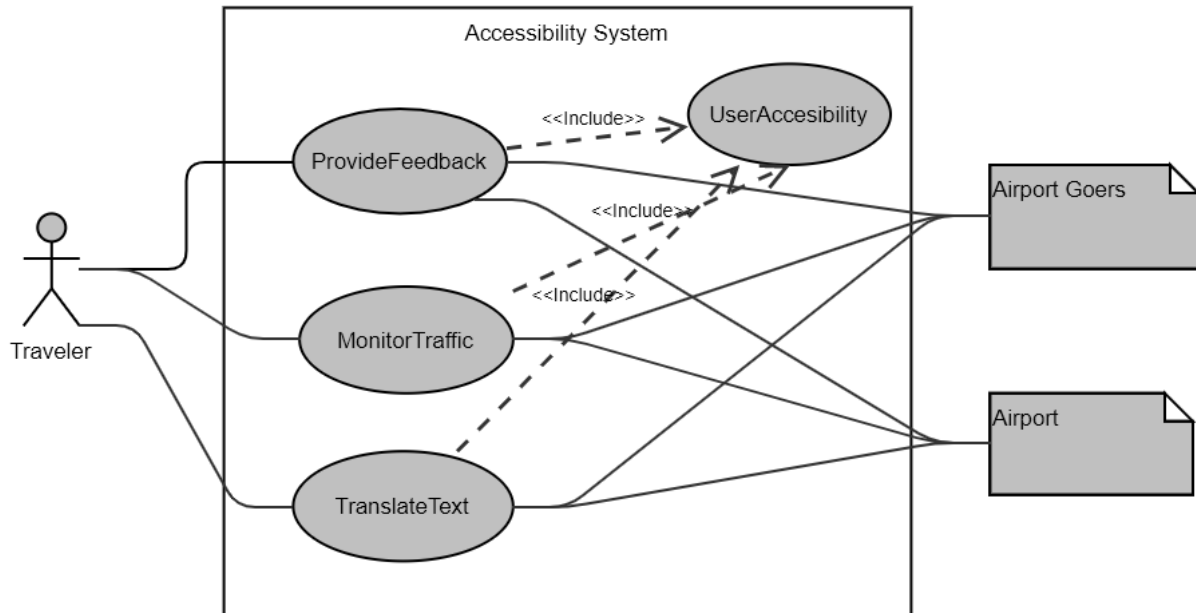 Accessibility System
UserAccesibility
<<Include>>
ProvideFeedback
Airport Goers
<<Include>>
<<Include>>
MonitorTraffic
Traveler
Airport
TranslateText